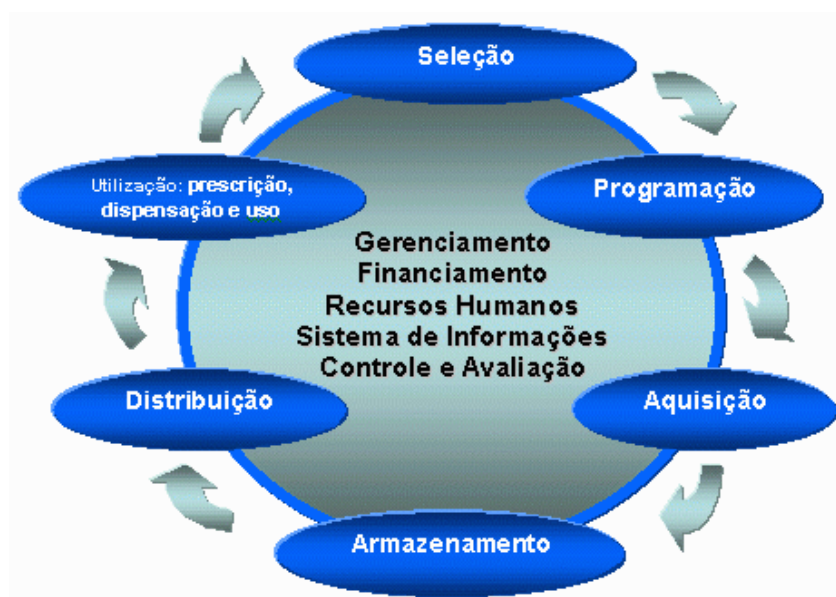 Seleção
Programação
Aquisição
Armazenamento
Distribuição
Utilização: prescrição,
dispensação e uso
Gerenciamento
Financiamento
Recursos Humanos
Sistema de Informações
Controle e Avaliação